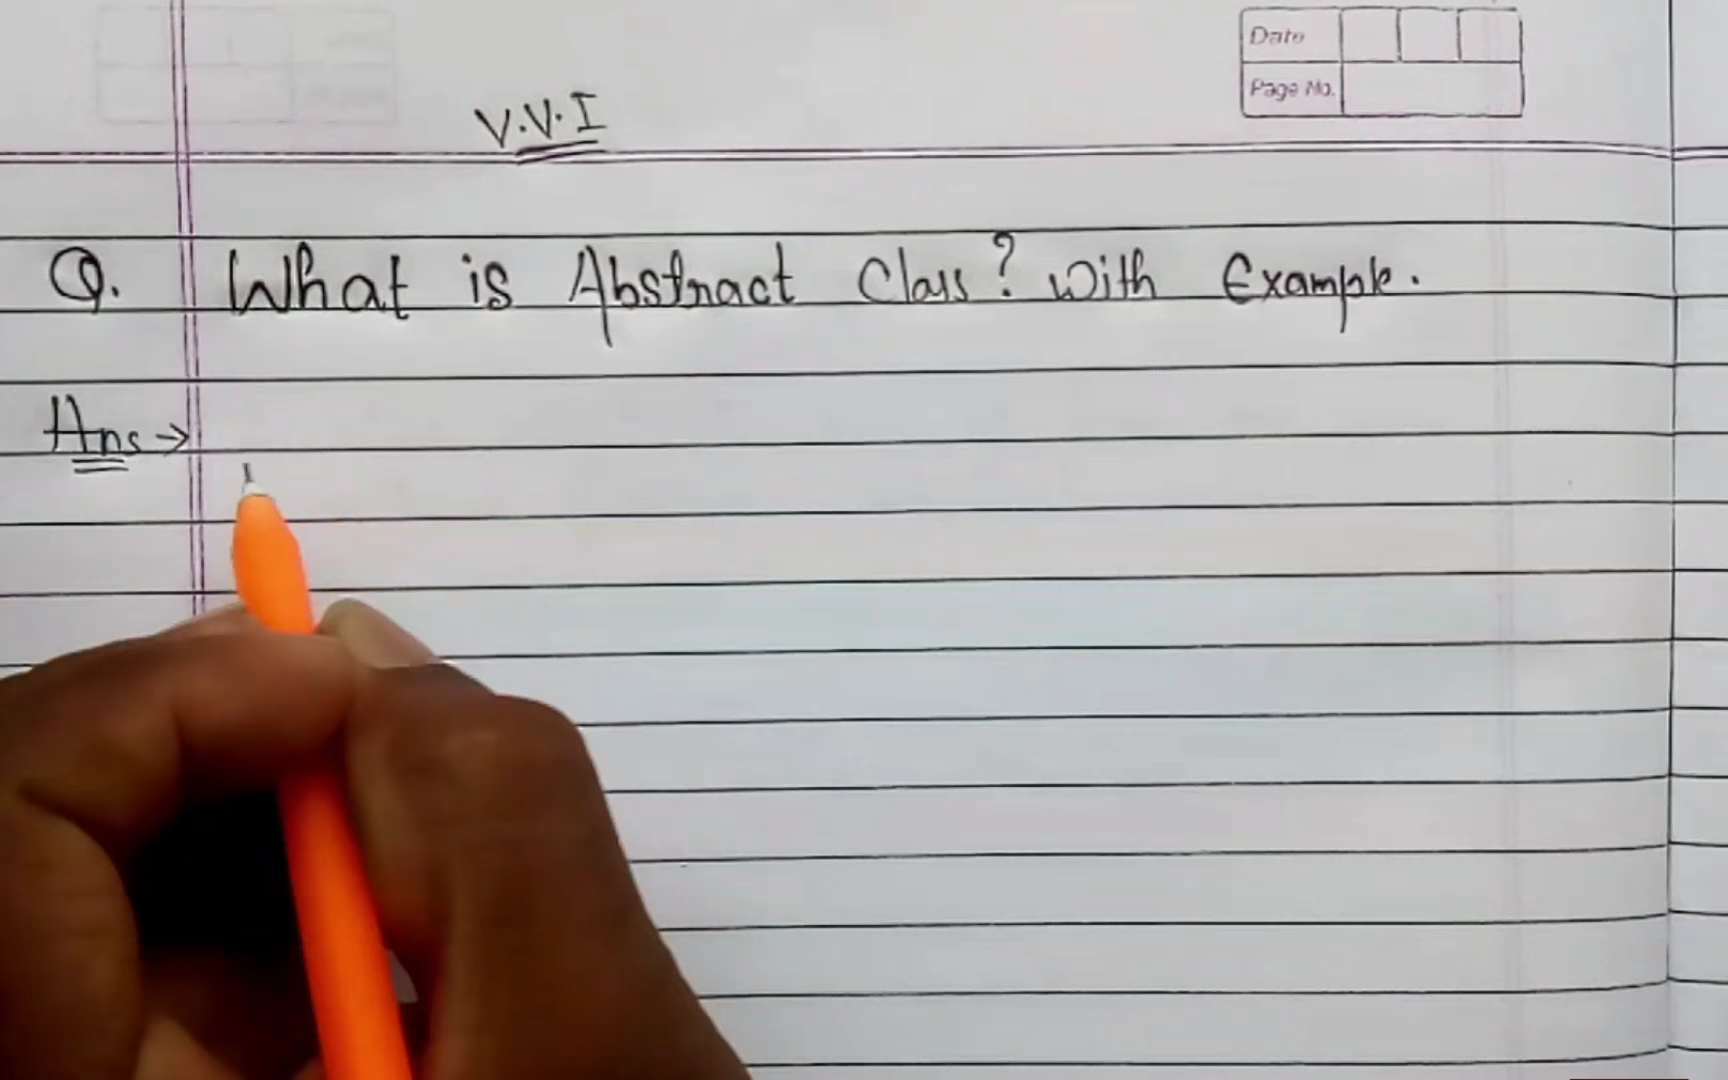 Date
Page No.
V.V.I
Q. What is Abstract Class? With Example.
Ans →